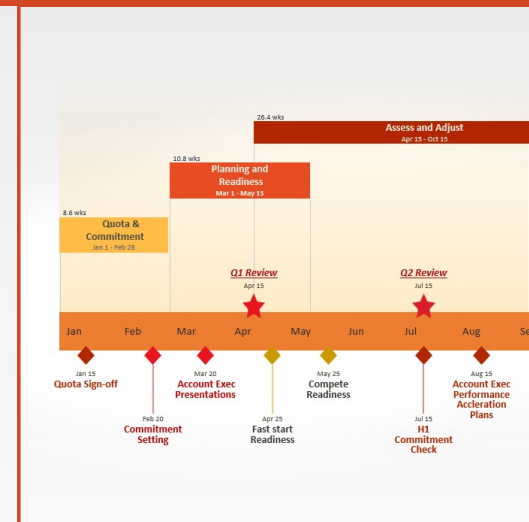 26.4 wks
Assess and Adjust
Apr 15 - Oct 15
10.8 wks
Planning and
Readiness
Mar 1 - May 15
8.6 wks
Quota &
Commitment
Jan 1 - Feb 28
Q1 Review
Apr 15
Q2 Review
Jul 15
Jan Feb Mar Apr May Jun Jul Aug Se
Jan 15
Quota Sign-off
Feb 20
Commitment
Setting
Mar 20
Account Exec
Presentations
Apr 25
Fast start
Readiness
May 25
Compete
Readiness
Jul 15
H1
Commitment
Check
Aug 15
Account Exec
Performance
Accleration
Plans